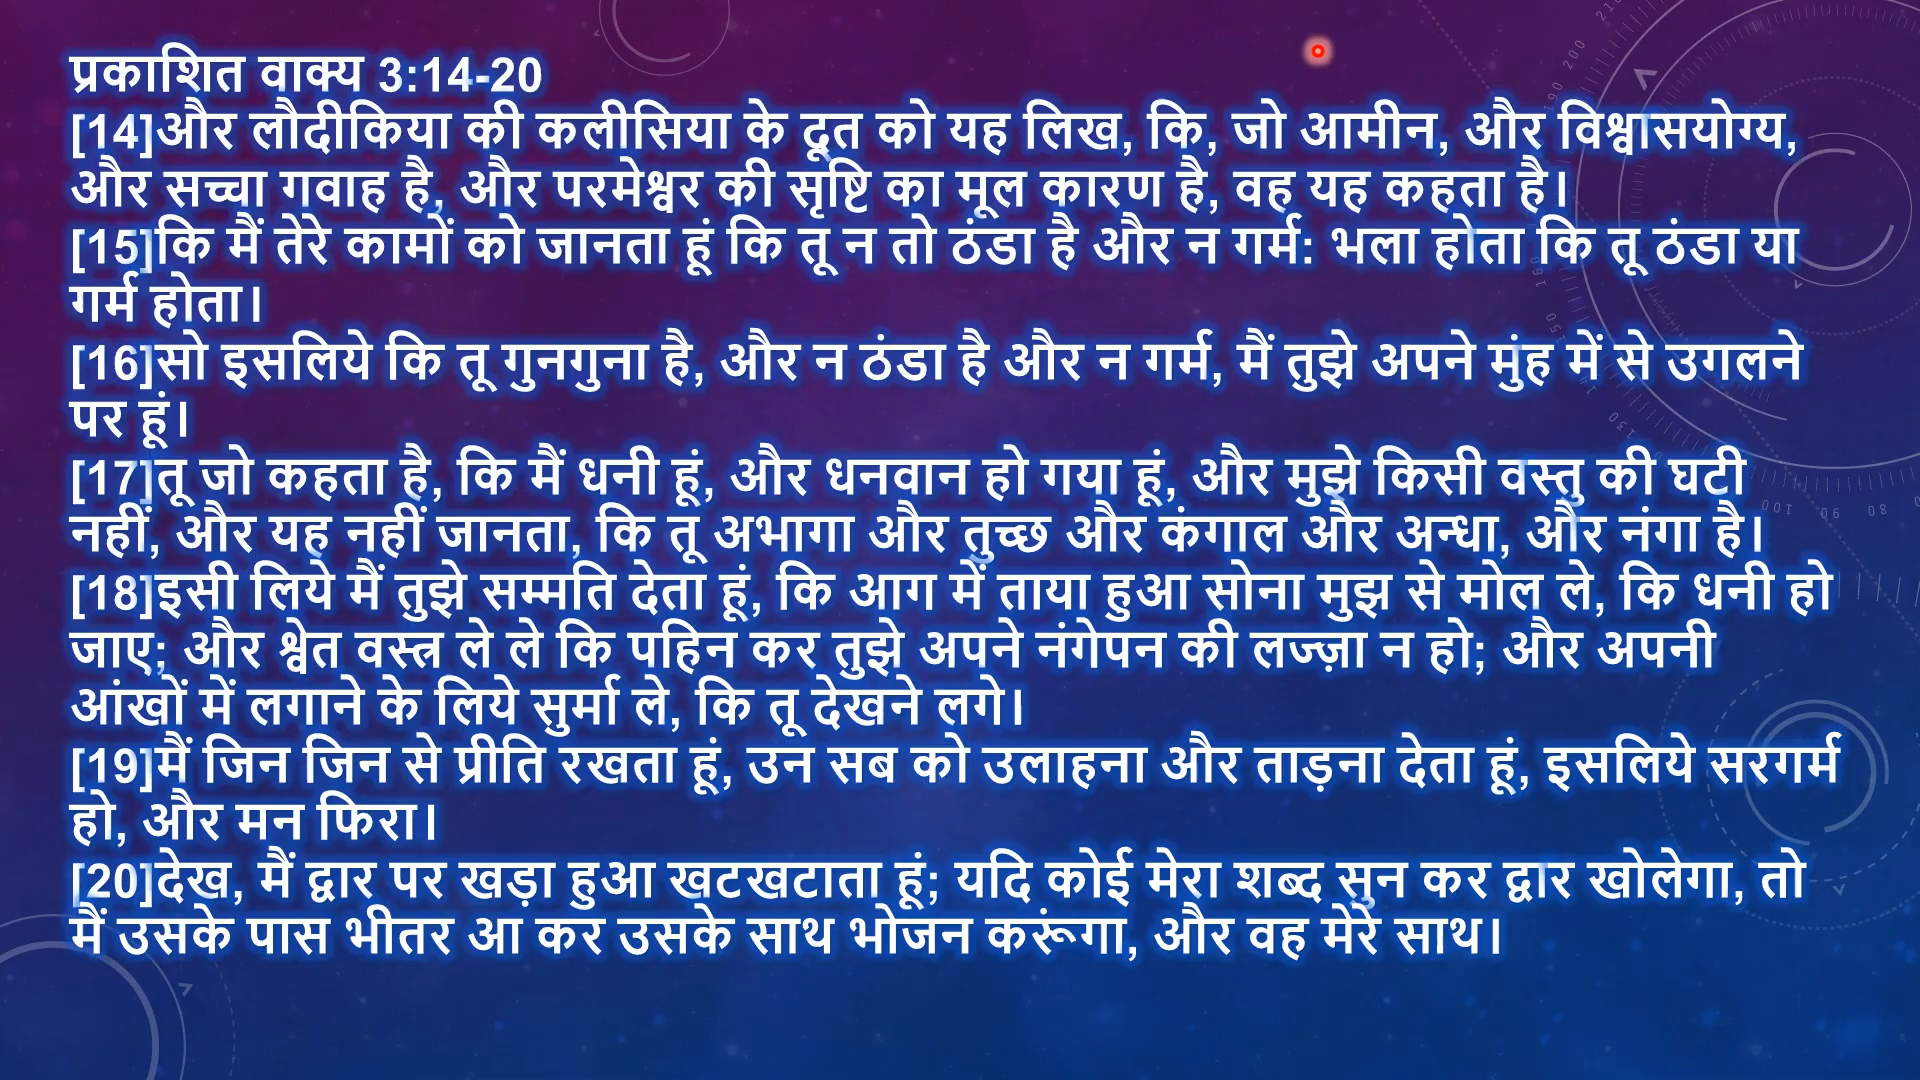 प्रकाशित वाक्य 3:14-20
[14]और लौदीकिया की कलीसिया के दूत को यह लिख, कि, जो आमीन, और विश्वासयोग्य,
और सच्चा गवाह है, और परमेश्वर की सृष्टि का मूल कारण है, वह यह कहता है।
[15]कि मैं तेरे कामों को जानता हूं कि तू न तो ठंडा है और न गर्म: भला होता कि तू ठंडा या
गर्म होता।
[16]सो इसलिये कि तू गुनगुना है, और न ठंडा है और न गर्म, मैं तुझे अपने मुंह में से उगलने
पर हूं।
[17]तू जो कहता है, कि मैं धनी हूं, और धनवान हो गया हूं, और मुझे किसी वस्तु की घटी
नहीं, और यह नहीं जानता, कि तू अभागा और तुच्छ और कंगाल और अन्धा, और नंगा है।
[18]इसी लिये मैं तुझे सम्मति देता हूं, कि आग में ताया हुआ सोना मुझ से मोल ले, कि धनी हो
जाए; और श्वेत वस्त्र ले ले कि पहिन कर तुझे अपने नंगेपन की लज्ज़ा न हो; और अपनी
आंखों में लगाने के लिये सुर्मा ले, कि तू देखने लगे।
[19]मैं जिन जिन से प्रीति रखता हूं, उन सब को उलाहना और ताड़ना देता हूं, इसलिये सरगर्म
हो, और मन फिरा।
[20]देख, मैं द्वार पर खड़ा हुआ खटखटाता हूं; यदि कोई मेरा शब्द सुन कर द्वार खोलेगा, तो
मैं उसके पास भीतर आ कर उसके साथ भोजन करूंगा, और वह मेरे साथ।